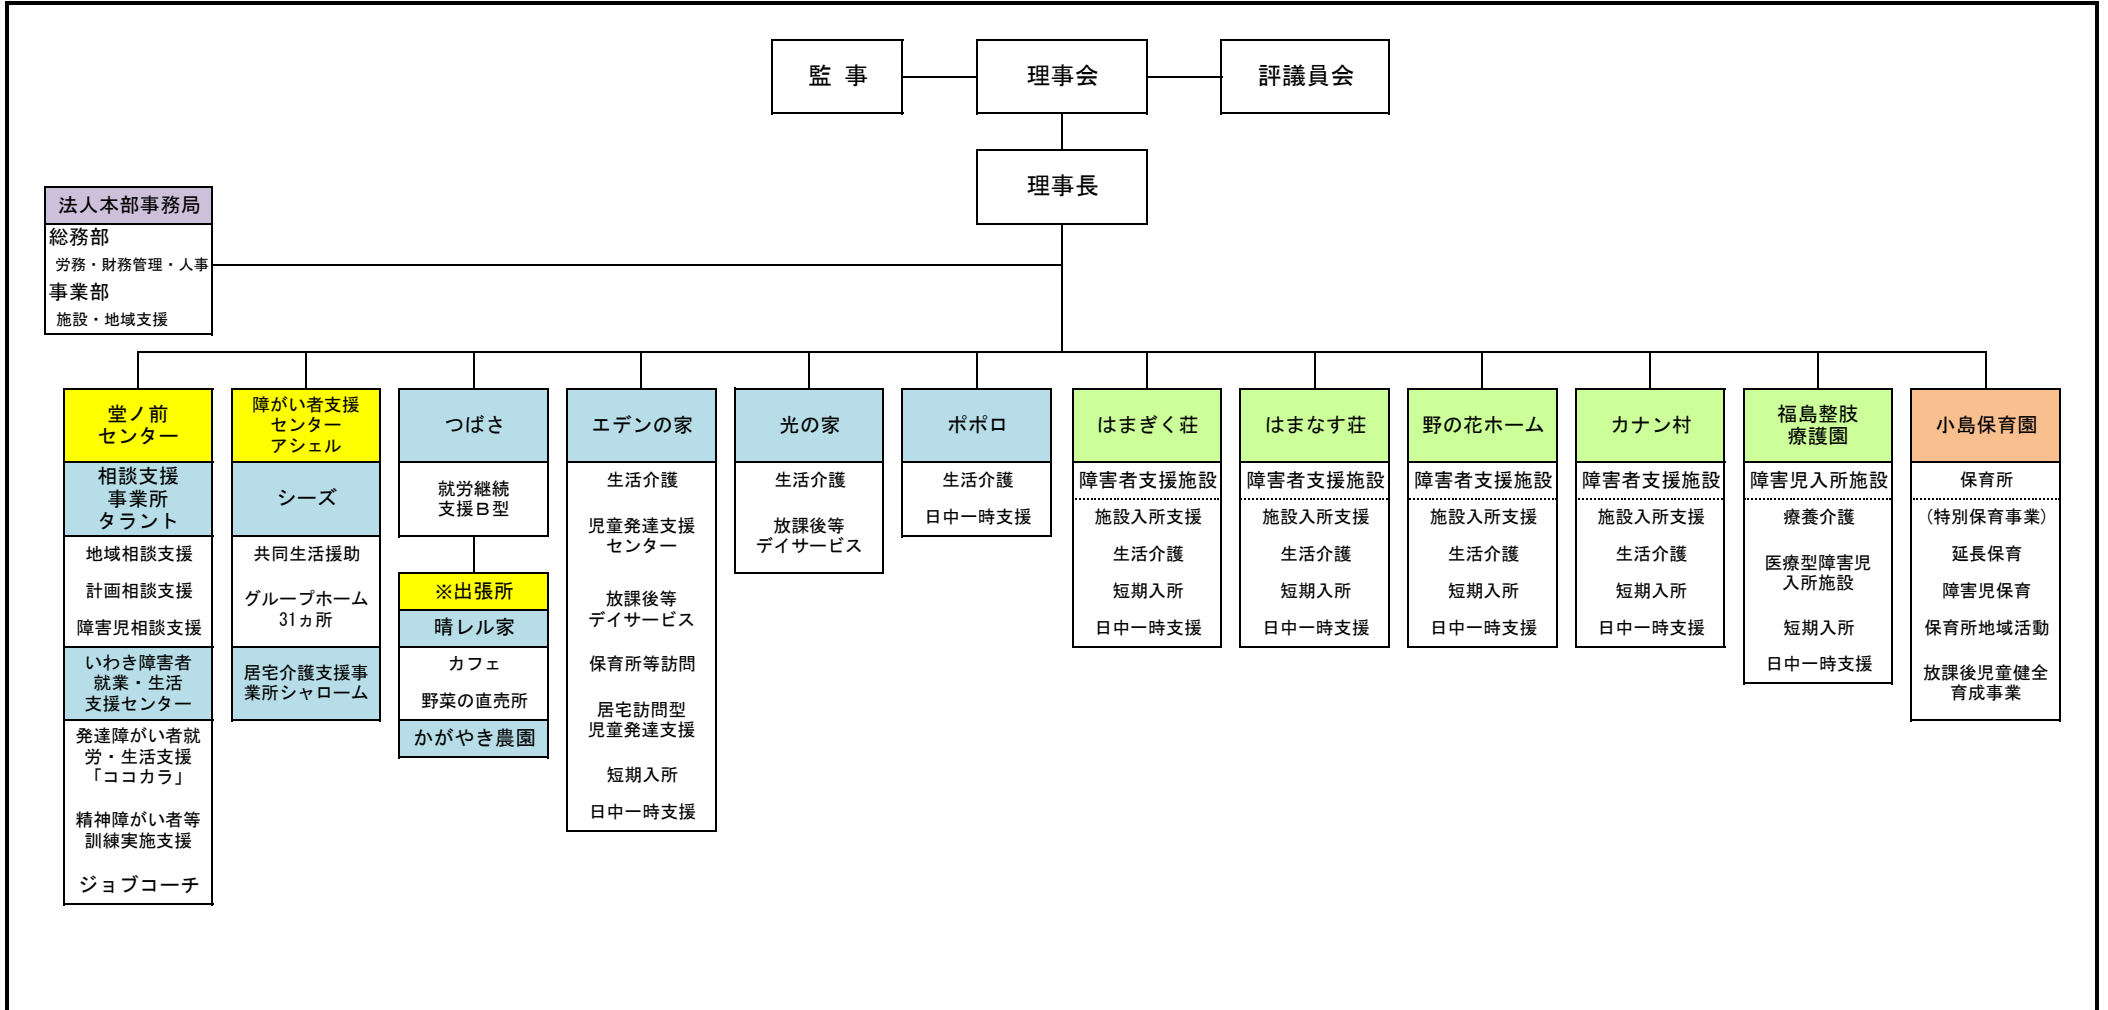 監 事
理事会
評議員会
理事長
法人本部事務局
総務部
労務・財務管理・人事
事業部
施設・地域支援
堂ノ前
センター
相談支援
事業所
タラント
地域相談支援
計画相談支援
障害児相談支援
いわき障害者
就業・生活
支援センター
発達障がい者就
労・生活支援
「ココカラ」
精神障がい者等
訓練実施支援
ジョブコーチ
障がい者支援
センター
アシェル
シーズ
共同生活援助
グループホーム
31ヵ所
居宅介護支援事
業所シャローム
つばさ
就労継続
支援Ｂ型
※出張所
晴レル家
カフェ
野菜の直売所
かがやき農園
エデンの家
生活介護
児童発達支援
センター
放課後等
デイサービス
保育所等訪問
居宅訪問型
児童発達支援
短期入所
日中一時支援
光の家
生活介護
放課後等
デイサービス
ポポロ
生活介護
日中一時支援
はまぎく荘
障害者支援施設
施設入所支援
生活介護
短期入所
日中一時支援
はまなす荘
障害者支援施設
施設入所支援
生活介護
短期入所
日中一時支援
野の花ホーム
障害者支援施設
施設入所支援
生活介護
短期入所
日中一時支援
カナン村
障害者支援施設
施設入所支援
生活介護
短期入所
日中一時支援
福島整肢
療護園
障害児入所施設
療養介護
医療型障害児
入所施設
短期入所
日中一時支援
小島保育園
保育所
（特別保育事業）
延長保育
障害児保育
保育所地域活動
放課後児童健全
育成事業